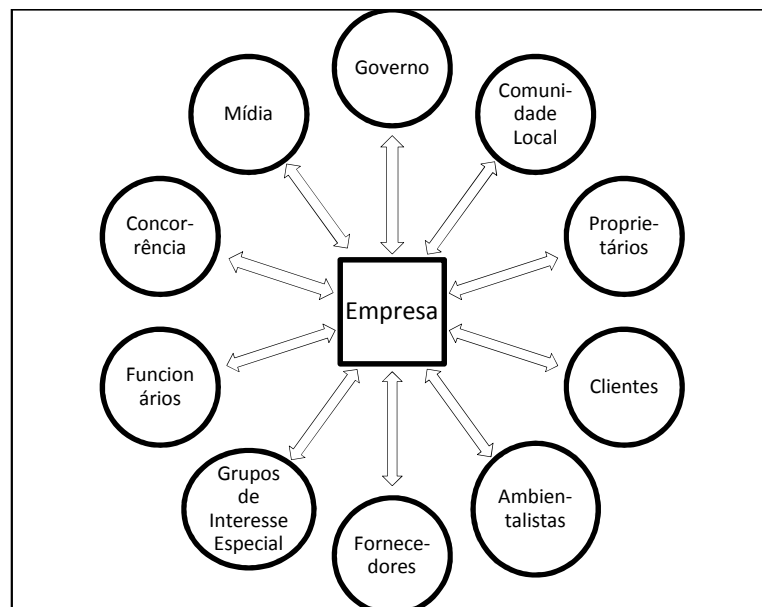 Governo
Comuni-
dade
Local
Mídia
Concor-
rência
Proprie-
tários
Empresa
Funcion
ários
Clientes
Grupos
de
Interesse
Especial
Ambien-
talistas
Fornece-
dores